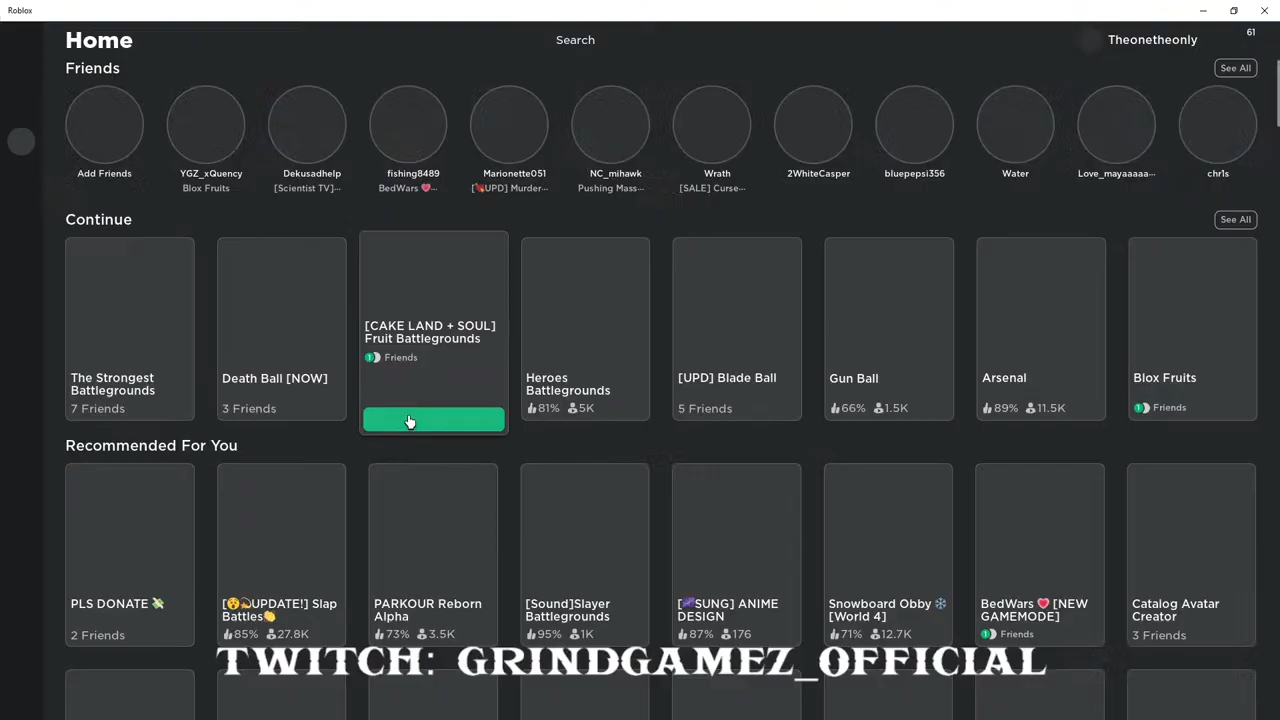 Roblox
Home
Search
Theonetheonly
61
Friends
See All
Add Friends
YGZ_xQuency
Blox Fruits
Dekusadhelp
[Scientist TV]...
fishing8489
BedWars 💗...
Marionette051
[💘UPD] Murder...
NC_mihawk
Pushing Mass...
Wrath
[SALE] Curse...
2WhiteCasper
bluepepsi356
Water
Love_mayaaaaa...
chr1s
Continue
See All
The Strongest
Battlegrounds
7 Friends
Death Ball [NOW]
3 Friends
[CAKE LAND + SOUL]
Fruit Battlegrounds
1 Friends
Heroes
Battlegrounds
81% 5K
[UPD] Blade Ball
5 Friends
Gun Ball
66% 1.5K
Arsenal
89% 11.5K
Blox Fruits
1 Friends
Recommended For You
PLS DONATE 💸
2 Friends
[😵💫UPDATE!] Slap
Battles👏
85% 27.8K
PARKOUR Reborn
Alpha
73% 3.5K
[Sound]Slayer
Battlegrounds
95% 1K
[🌌SUNG] ANIME
DESIGN
87% 176
Snowboard Obby ❄️
[World 4]
71% 12.7K
BedWars 💗 [NEW
GAMEMODE]
1 Friends
Catalog Avatar
Creator
3 Friends
TWITCH: GRINDGAMEZ_OFFICIAL